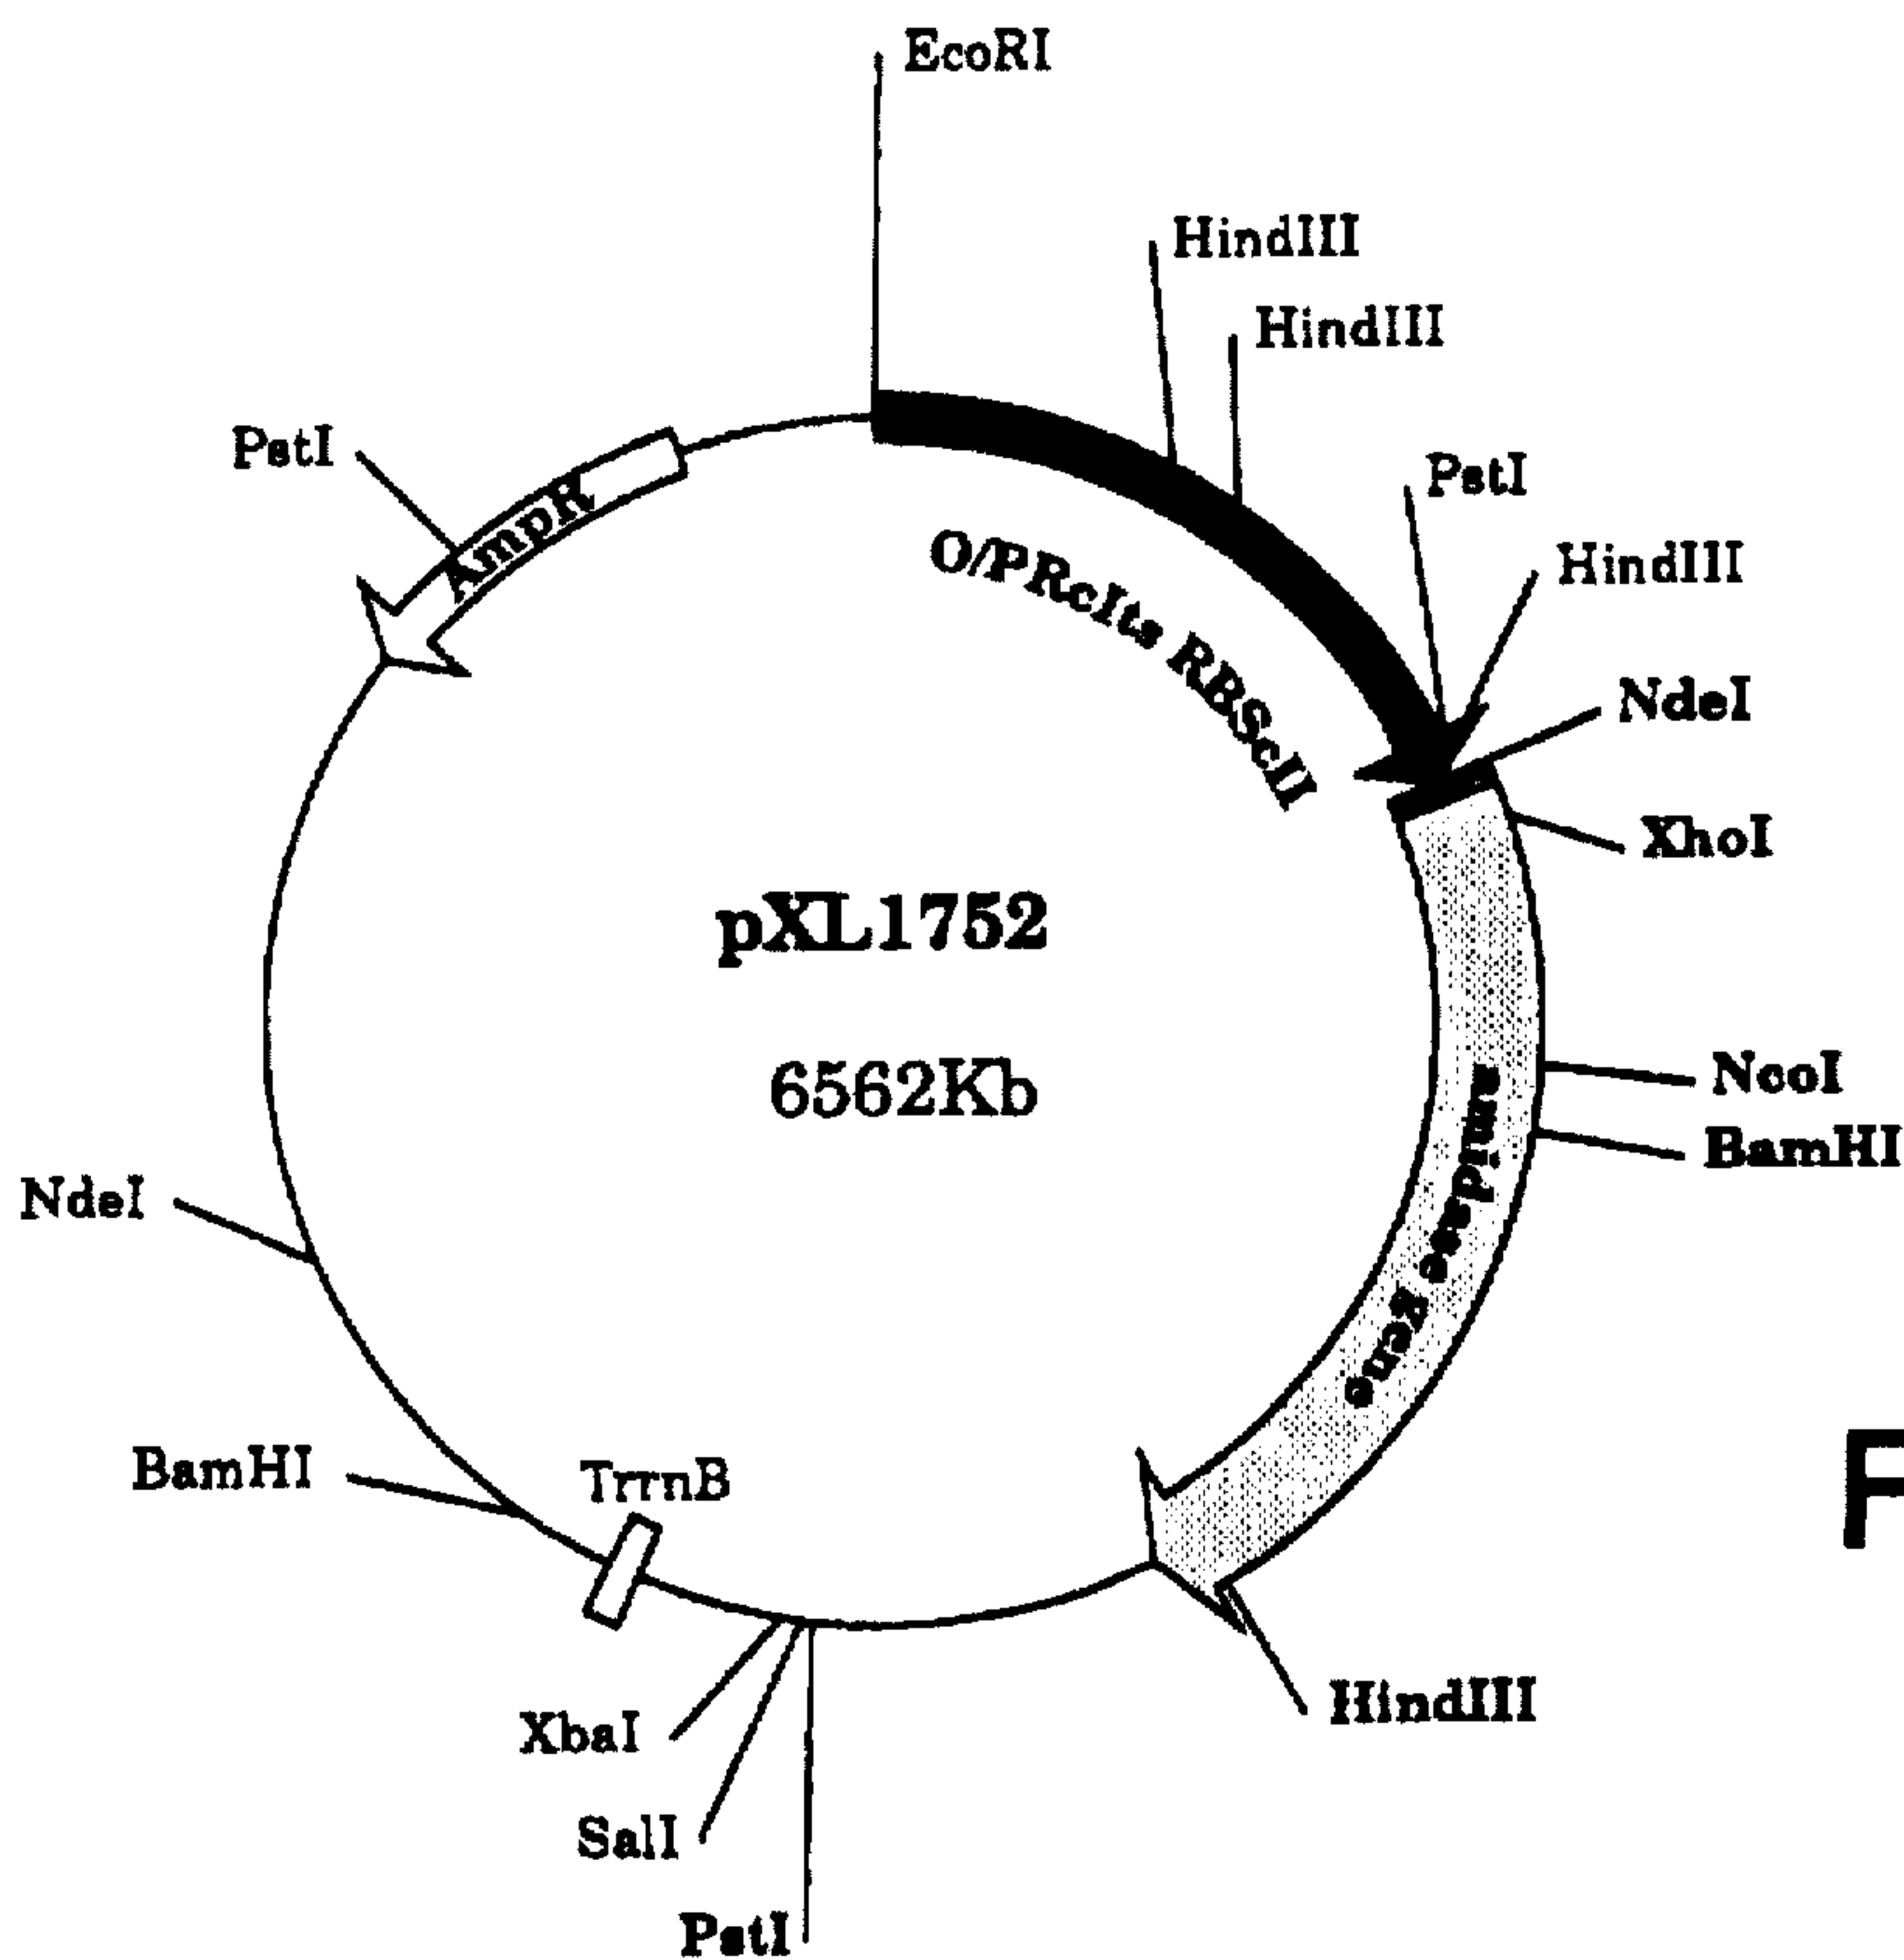 EcoRI
HindIII
HindIII
PstI
PstI
HindIII
AmpR
O/PRcIts RBScII
NdeI
XhoI
pXL1752
6562Kb
NcoI
BamHI
amidase gene
NdeI
BamHI
TrrnB
HindIII
XbaI
SalI
PstI
F